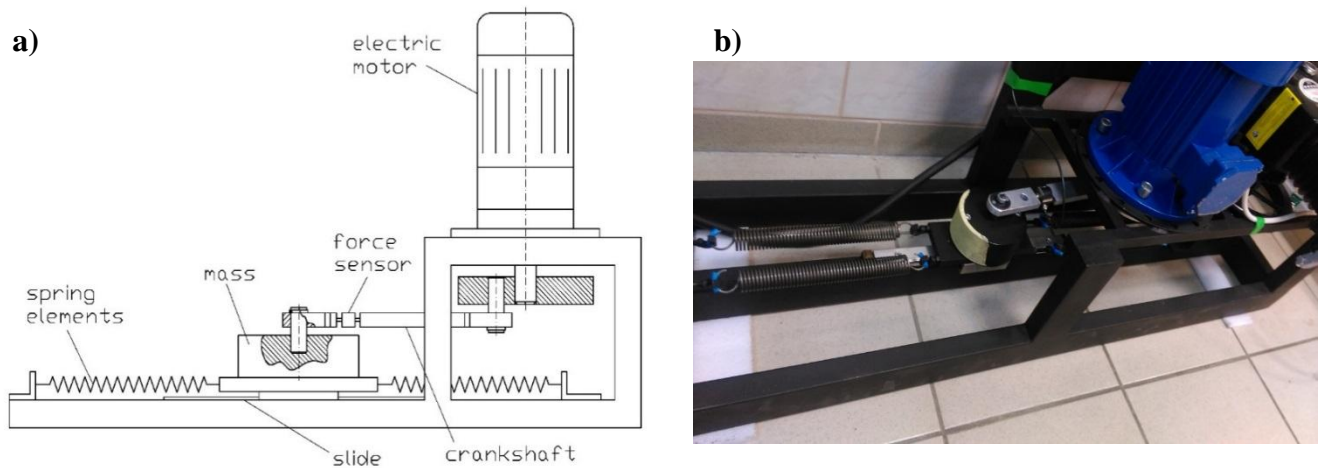 a)
electric
motor
force
sensor
mass
spring
elements
slide
crankshaft
b)